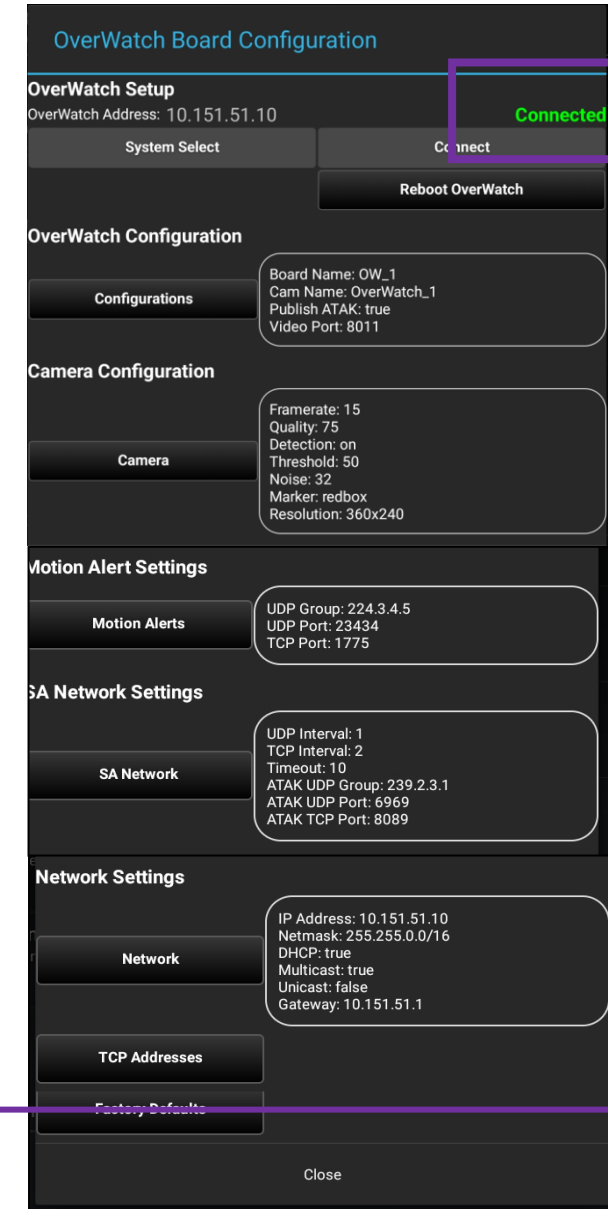 OverWatch Board Configuration
OverWatch Setup
OverWatch Address: 10.151.51.10
Connected
System Select
Connect
Reboot OverWatch
OverWatch Configuration
Configurations
Board Name: OW_1
Cam Name: OverWatch_1
Publish ATAK: true
Video Port: 8011
Camera Configuration
Camera
Framerate: 15
Quality: 75
Detection: on
Threshold: 50
Noise: 32
Marker: redbox
Resolution: 360x240
Motion Alert Settings
Motion Alerts
UDP Group: 224.3.4.5
UDP Port: 23434
TCP Port: 1775
SA Network Settings
SA Network
UDP Interval: 1
TCP Interval: 2
Timeout: 10
ATAK UDP Group: 239.2.3.1
ATAK UDP Port: 6969
ATAK TCP Port: 8089
Network Settings
Network
IP Address: 10.151.51.10
Netmask: 255.255.0.0/16
DHCP: true
Multicast: true
Unicast: false
Gateway: 10.151.51.1
TCP Addresses
Factory Defaults
Close